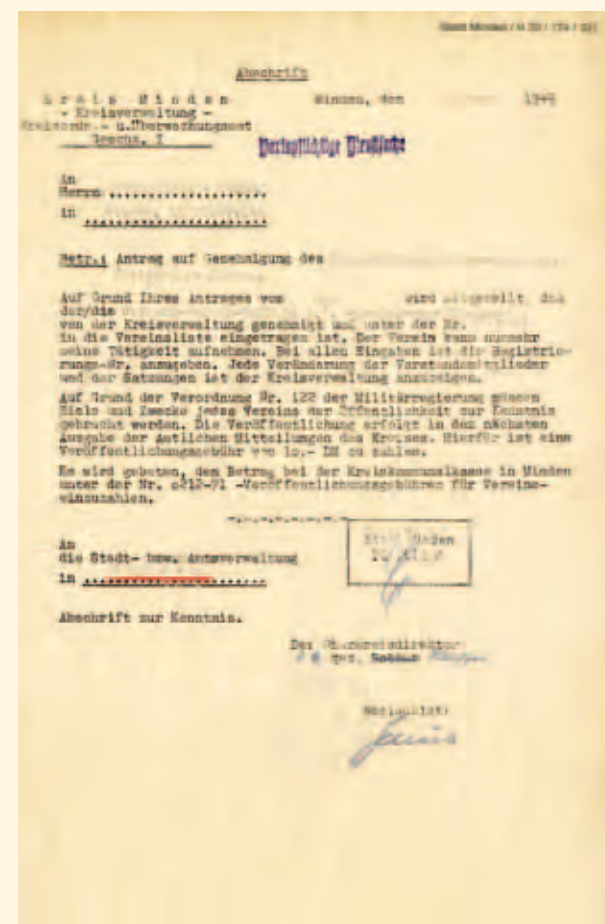 Abschrift
Kreis Minden
- Kreisverwaltung -
u. Überwachungsamt
Minden, den 1949
Portopflichtige Dienstsache
An
Herrn ....................
in .......................
Betr.: Antrag auf Genehmigung des
Auf Grund Ihres Antrages vom wird mitgeteilt, daß
der/die
von der Kreisverwaltung genehmigt und unter der Nr.
in die Vereinsliste eingetragen ist. Der Verein kann nunmehr
seine Tätigkeit aufnehmen. Bei allen Eingaben ist die Registrie-
rungs-Nr. anzugeben. Jede Veränderung der Vorstandsmitglieder
und der Satzungen ist der Kreisverwaltung anzuzeigen.
Auf Grund der Verordnung Nr. 122 der Militärregierung müssen
Ziele und Zwecke jedes Vereins der Öffentlichkeit zur Kenntnis
gebracht werden. Die Veröffentlichung erfolgt in den nächsten
Ausgabe der Amtlichen Mitteilungen des Kreises. Hierfür ist eine
Veröffentlichungsgebühr von 10.- DM zu zahlen.
Es wird gebeten, den Betrag bei der Kreiskommunalkasse in Minden
unter der Nr. -Veröffentlichungsgebühren für Vereine-
einzuzahlen.
An
die Stadt- bzw. Amtsverwaltung
in .......................
Stadt Minden
Abschrift zur Kenntnis.
Der Oberkreisdirektor
gez.